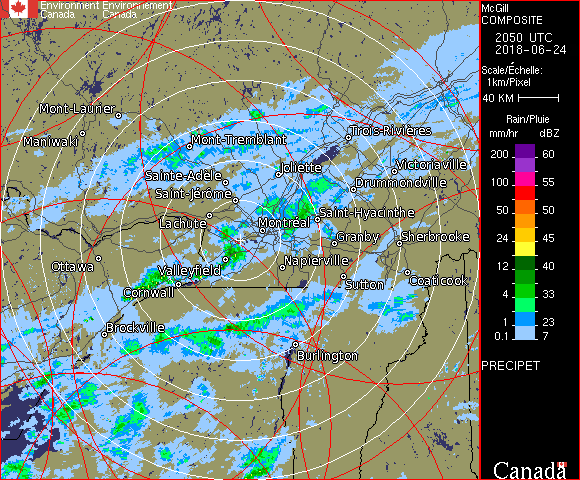 Environment Environnement
Canada Canada
McGill
COMPOSITE
2050 UTC
2018-06-24
Scale/Échelle:
1km/Pixel
40 KM
Rain/Pluie
mm/hr dBZ
200 60
100 55
50 50
24 45
12 40
4 33
1 23
0.1 7
PRECIPET
Canada
Mont-Laurier
Maniwaki
Mont-Tremblant
Trois-Rivières
Joliette
Victoriaville
Sainte-Adèle
Drummondville
Saint-Jérôme
Saint-Hyacinthe
Lachute
Montréal
Granby
Sherbrooke
Ottawa
Valleyfield
Napierville
Coaticook
Cornwall
Sutton
Brockville
Burlington